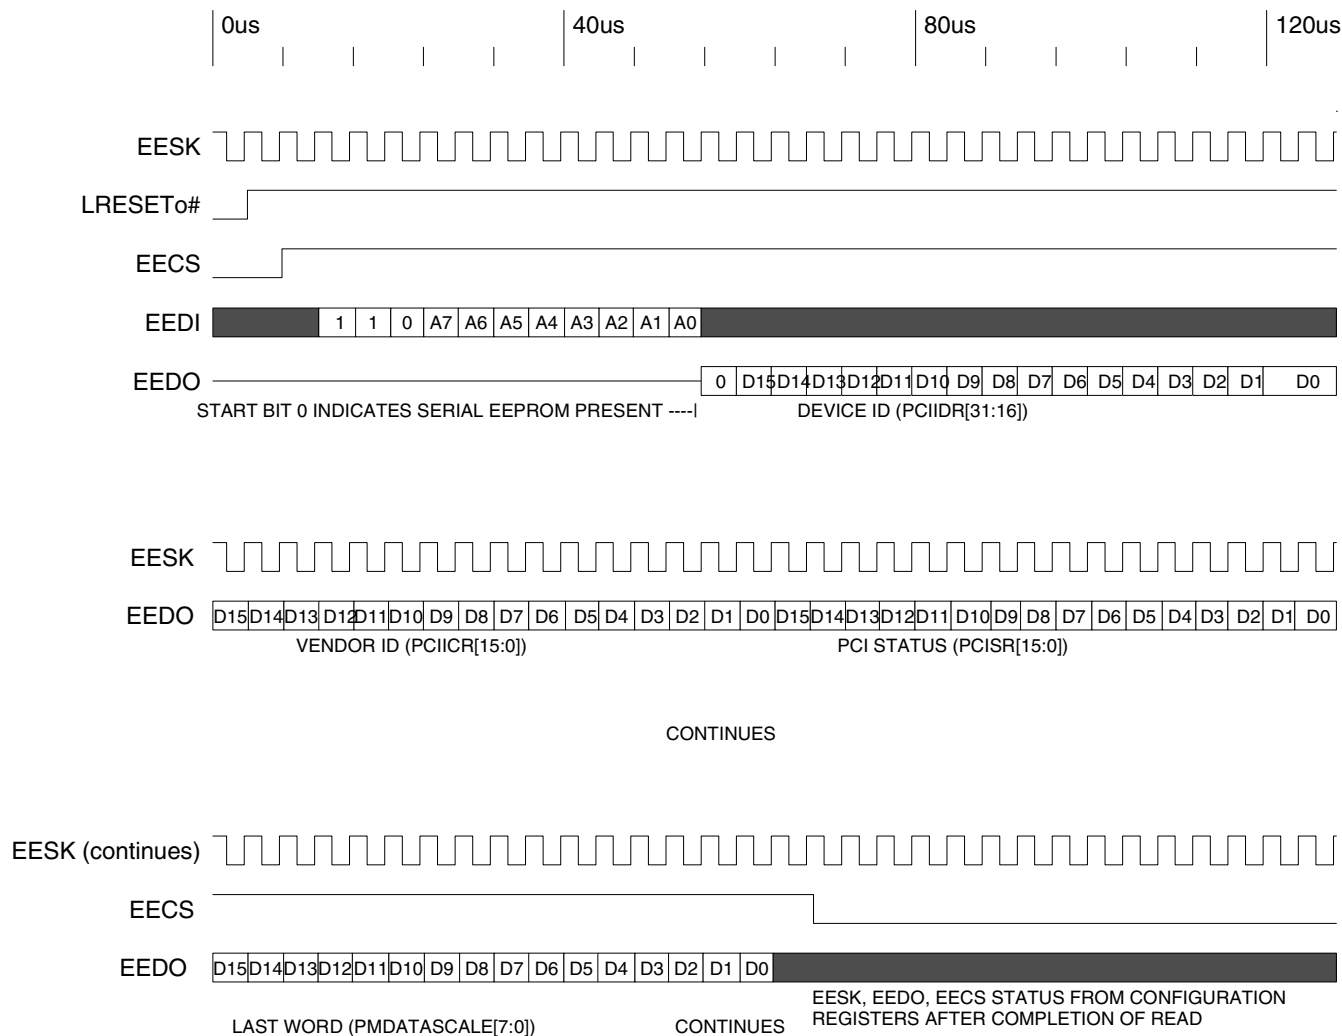 0us 40us 80us 120us
EESK
LRESETo#
EECS
EEDI 1 1 0 A7 A6 A5 A4 A3 A2 A1 A0
EEDO 0 D15 D14 D13 D12 D11 D10 D9 D8 D7 D6 D5 D4 D3 D2 D1 D0
START BIT 0 INDICATES SERIAL EEPROM PRESENT ----| DEVICE ID (PCIIDR[31:16])
EESK
EEDO D15 D14 D13 D12 D11 D10 D9 D8 D7 D6 D5 D4 D3 D2 D1 D0 D15 D14 D13 D12 D11 D10 D9 D8 D7 D6 D5 D4 D3 D2 D1 D0
VENDOR ID (PCIICR[15:0]) PCI STATUS (PCISR[15:0])
CONTINUES
EESK (continues)
EECS
EEDO D15 D14 D13 D12 D11 D10 D9 D8 D7 D6 D5 D4 D3 D2 D1 D0
EESK, EEDO, EECS STATUS FROM CONFIGURATION
REGISTERS AFTER COMPLETION OF READ
LAST WORD (PMDATASCALE[7:0]) CONTINUES